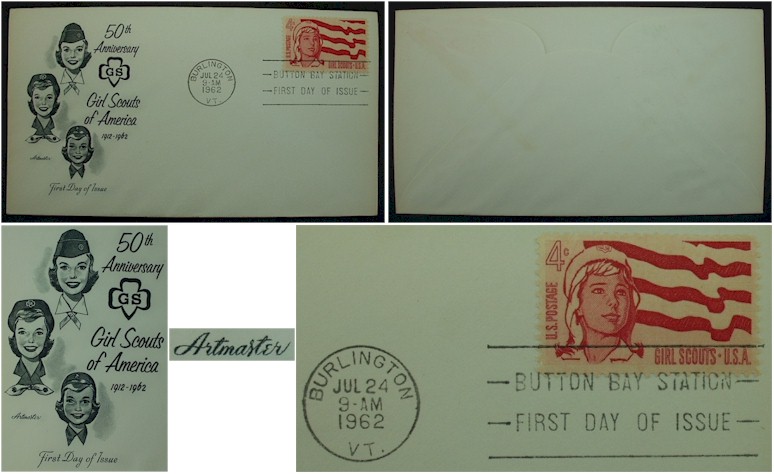 50th
Anniversary
GS
Girl Scouts
of America
1912-1962
Artmaster
First Day of Issue
BURLINGTON
JUL 24
9-AM
1962
VT.
4¢
U.S. POSTAGE
GIRL SCOUTS · U.S.A.
BUTTON BAY STATION
FIRST DAY OF ISSUE
50th
Anniversary
GS
Girl Scouts
of America
1912-1962
Artmaster
First Day of Issue
Artmaster
4¢
U.S. POSTAGE
GIRL SCOUTS · U.S.A.
BURLINGTON
JUL 24
9-AM
1962
VT.
BUTTON BAY STATION
FIRST DAY OF ISSUE